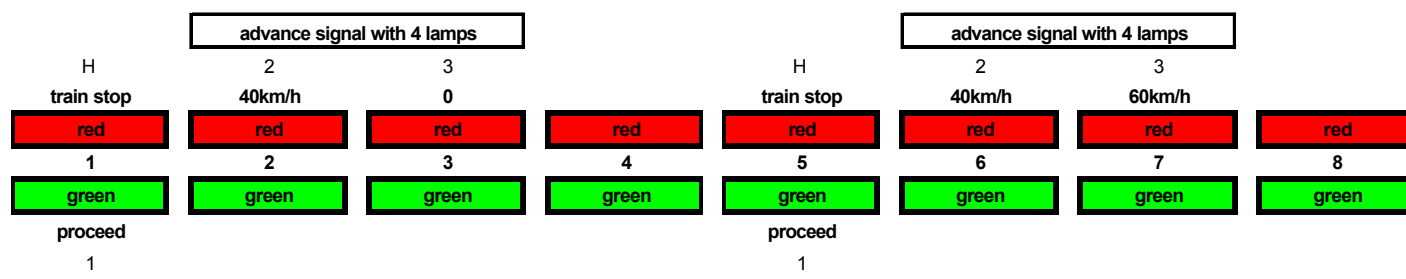 advance signal with 4 lamps advance signal with 4 lamps
H 2 3 H 2 3
train stop 40km/h 0 train stop 40km/h 60km/h
red red red red red red red red
1 2 3 4 5 6 7 8
green green green green green green green green
proceed proceed
1 1